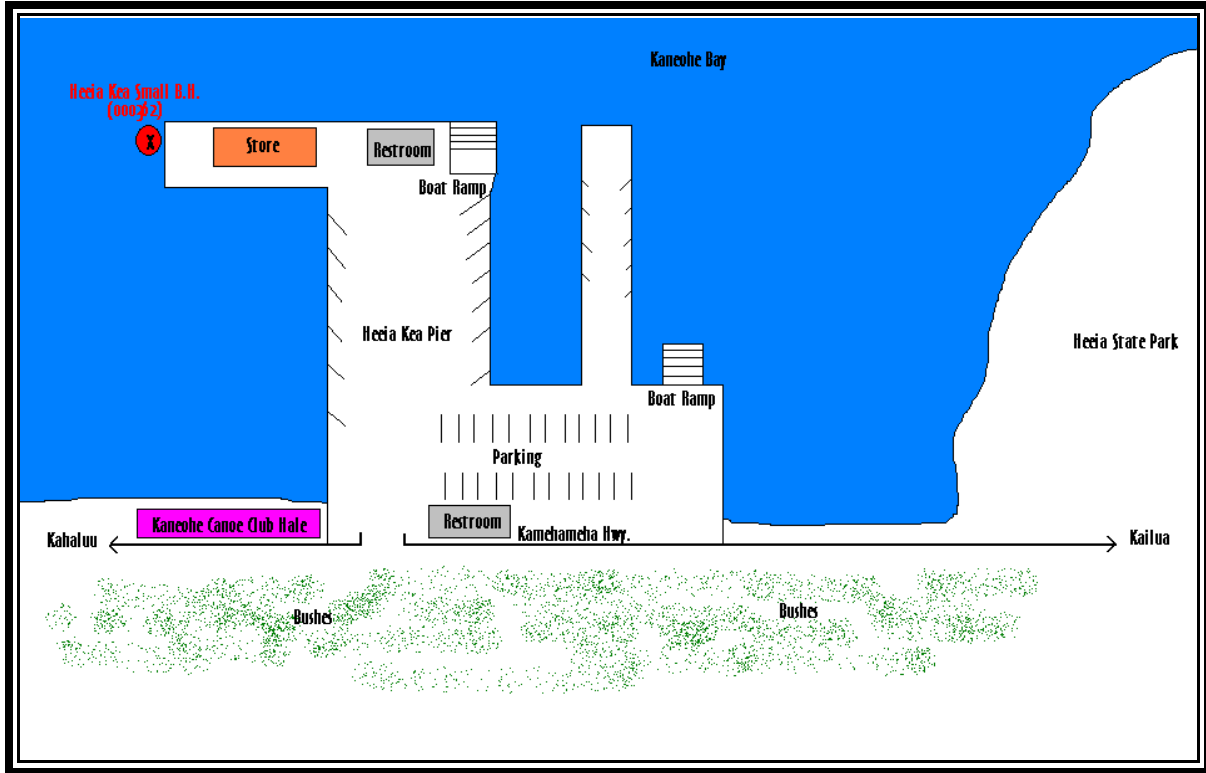 Kaneohe Bay
Heeia Kea Small B.H.
(000362)
X
Store
Restroom
Boat Ramp
Heeia Kea Pier
Heeia State Park
Boat Ramp
Parking
Kaneohe Canoe Club Hale
Restroom
Kamehameha Hwy.
Kahaluu
Kailua
Bushes
Bushes